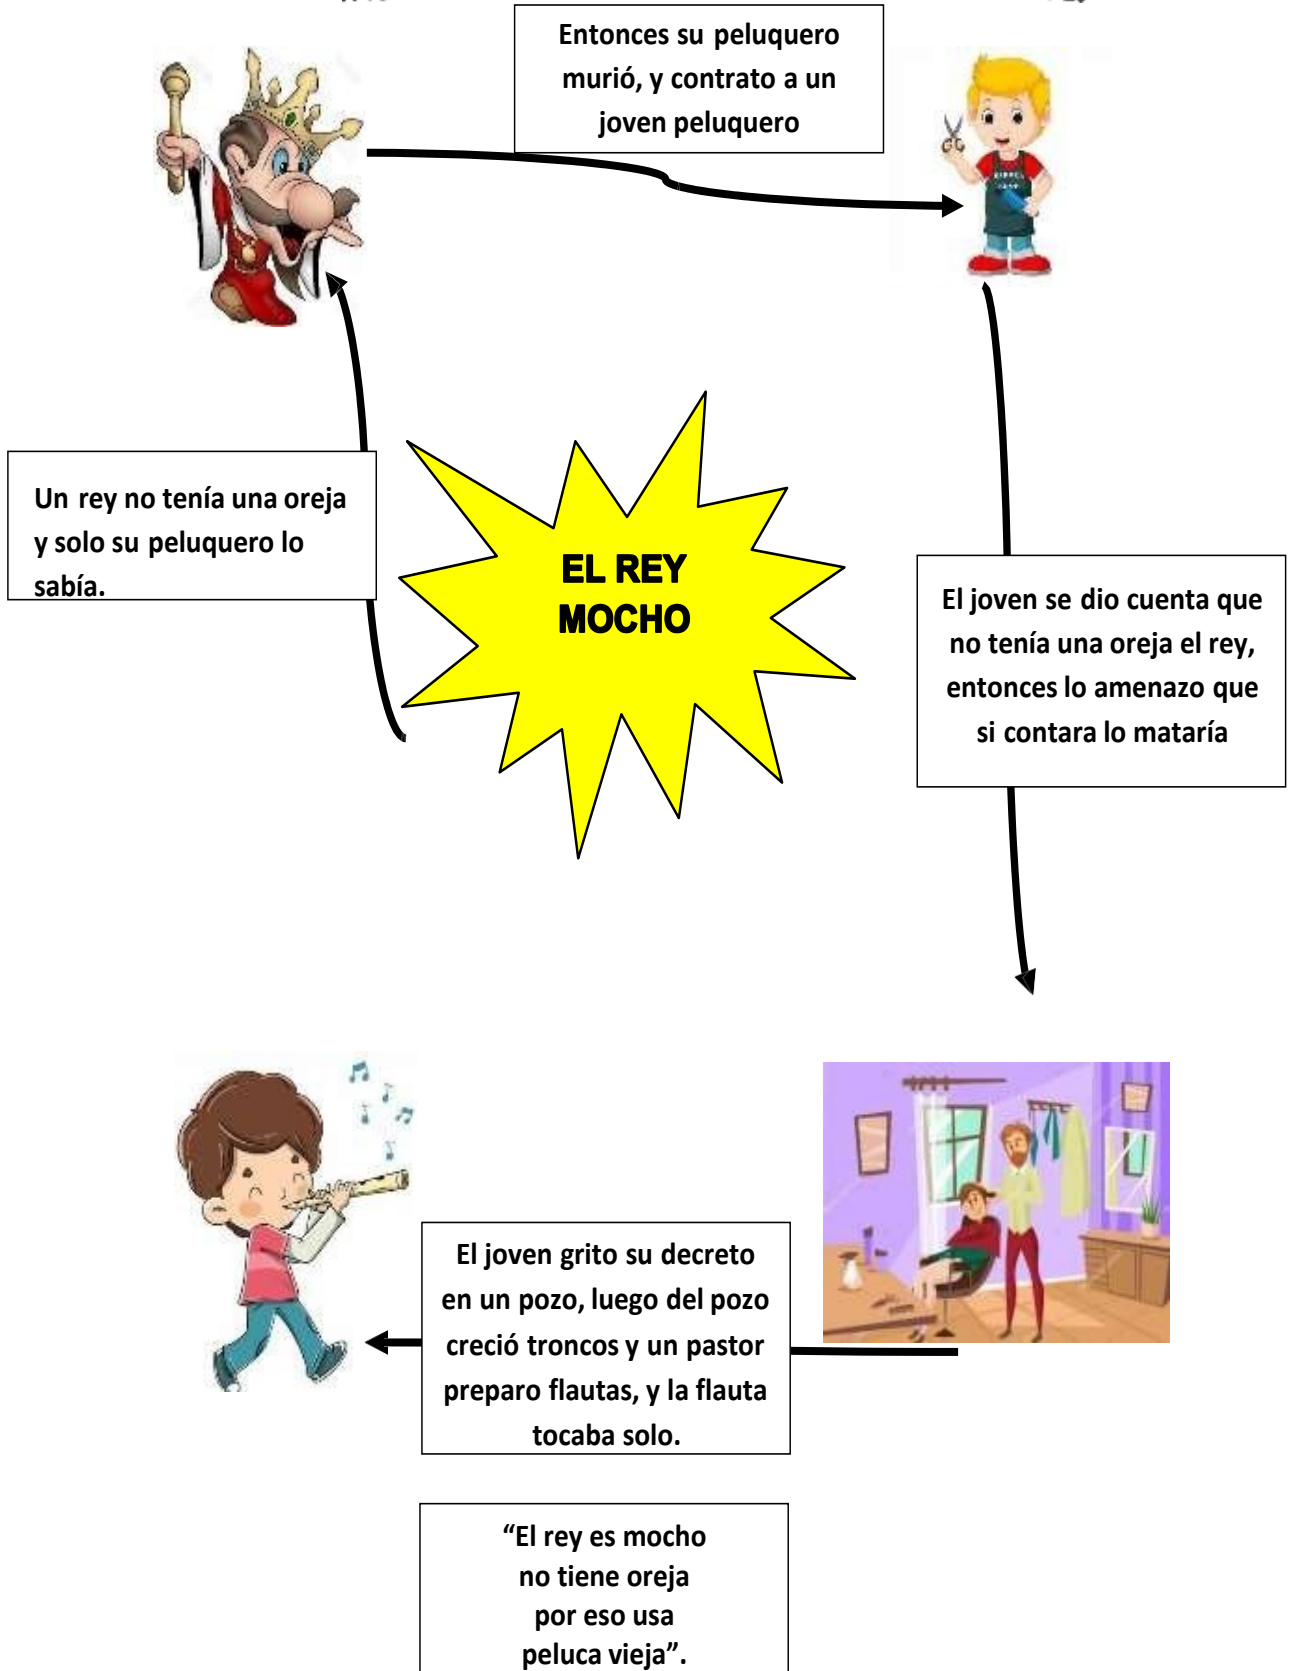 Entonces su peluquero
murió, y contrato a un
joven peluquero
Un rey no tenía una oreja
y solo su peluquero lo
sabía.
EL REY
MOCHO
El joven se dio cuenta que
no tenía una oreja el rey,
entonces lo amenazo que
si contara lo mataría
El joven grito su decreto
en un pozo, luego del pozo
creció troncos y un pastor
preparo flautas, y la flauta
tocaba solo.
“El rey es mocho
no tiene oreja
por eso usa
peluca vieja”.